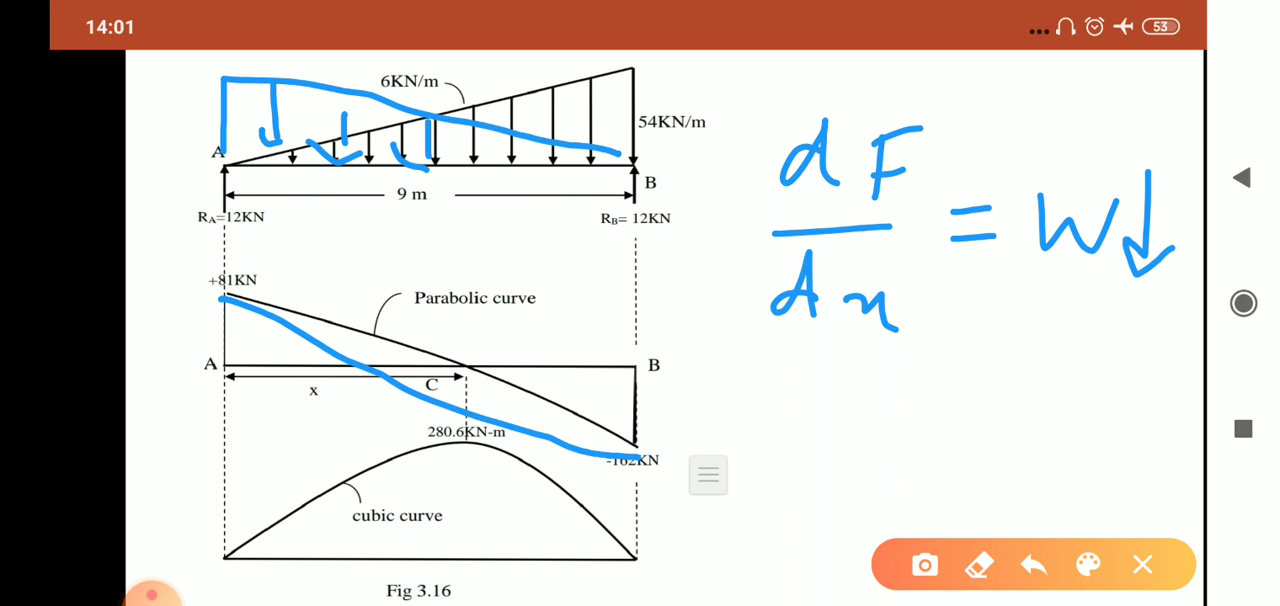 14:01
53
6KN/m
54KN/m
A
B
9 m
RA=12KN
RB= 12KN
dF
dx
= W↓
+81KN
Parabolic curve
A
B
x
C
280.6KN-m
-162KN
cubic curve
Fig 3.16